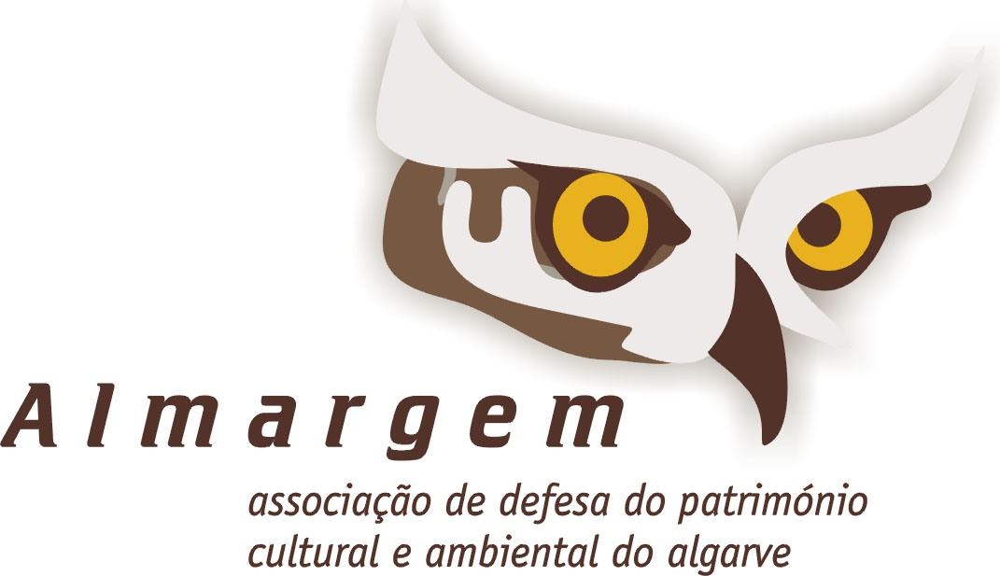 Almargem
associação de defesa do património
cultural e ambiental do algarve